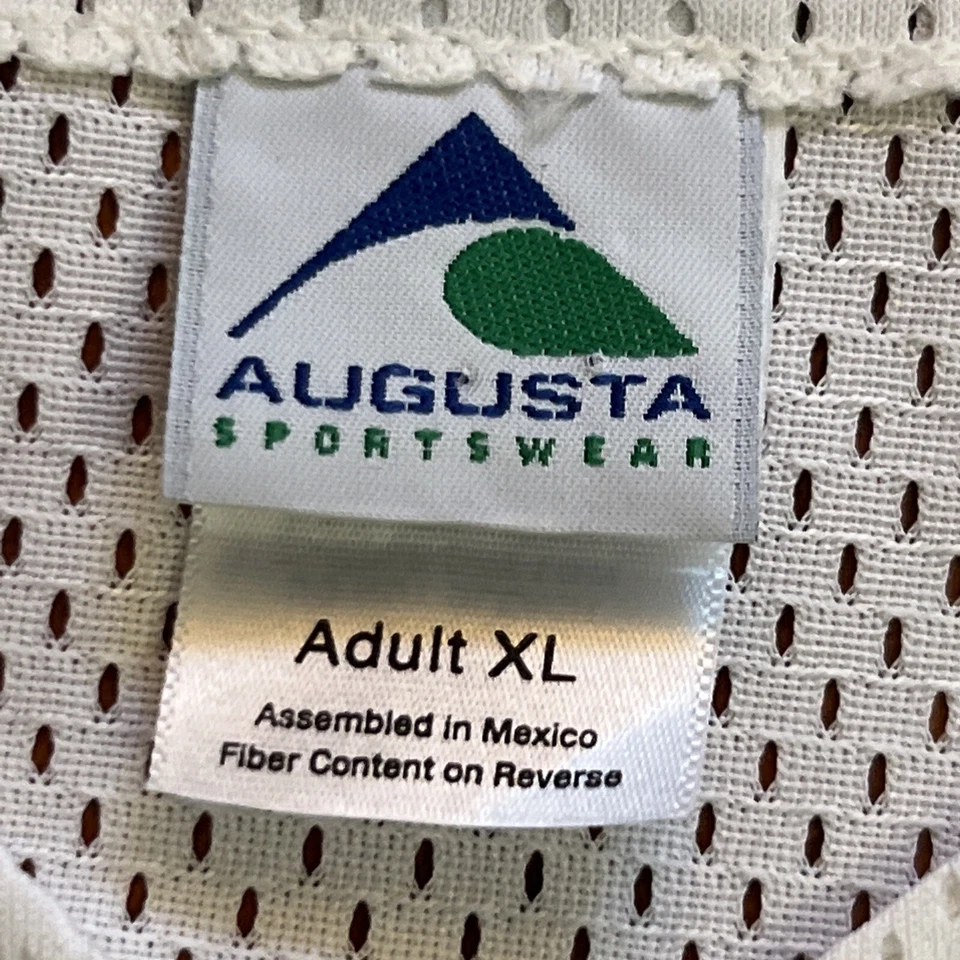 AUGUSTA
SPORTSWEAR
Adult XL
Assembled in Mexico
Fiber Content on Reverse